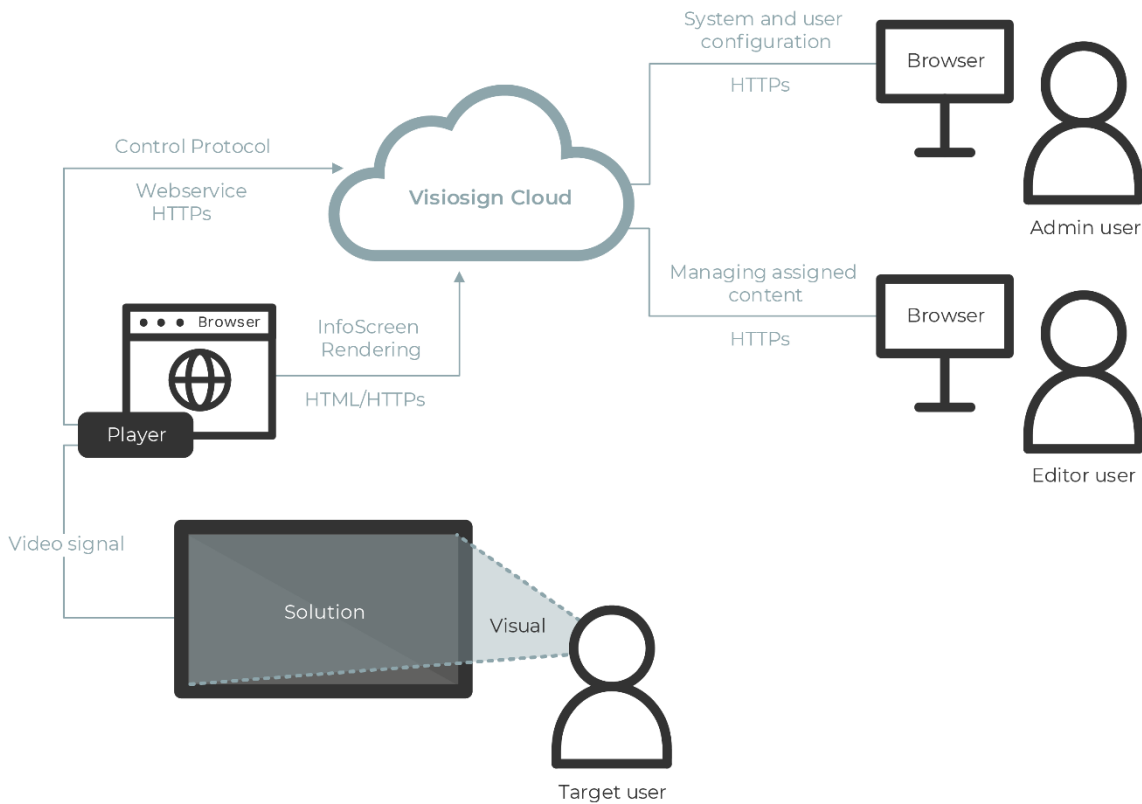 System and user
configuration
HTTPs
Browser
Admin user
Control Protocol
Webservice
HTTPs
Visiosign Cloud
Managing assigned
content
HTTPs
Browser
Editor user
Browser
InfoScreen
Rendering
HTML/HTTPs
Player
Video signal
Solution
Visual
Target user